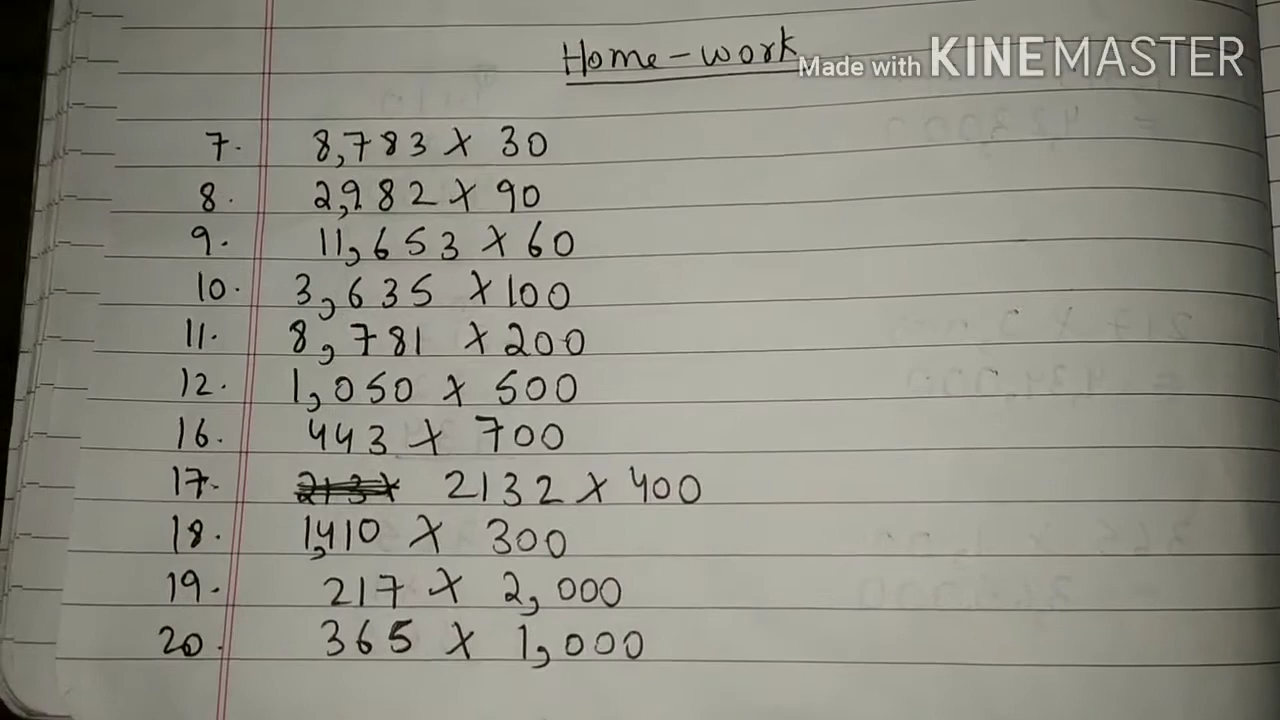 Home-work
Made with KINEMASTER
7. 8,783 x 30
8. 2,982 x 90
9. 11,653 x 60
10. 3,635 x 100
11. 8,781 x 200
12. 1,050 x 500
16. 443 x 700
17. 2132 x 400
18. 1,410 x 300
19. 217 x 2,000
20. 365 x 1,000